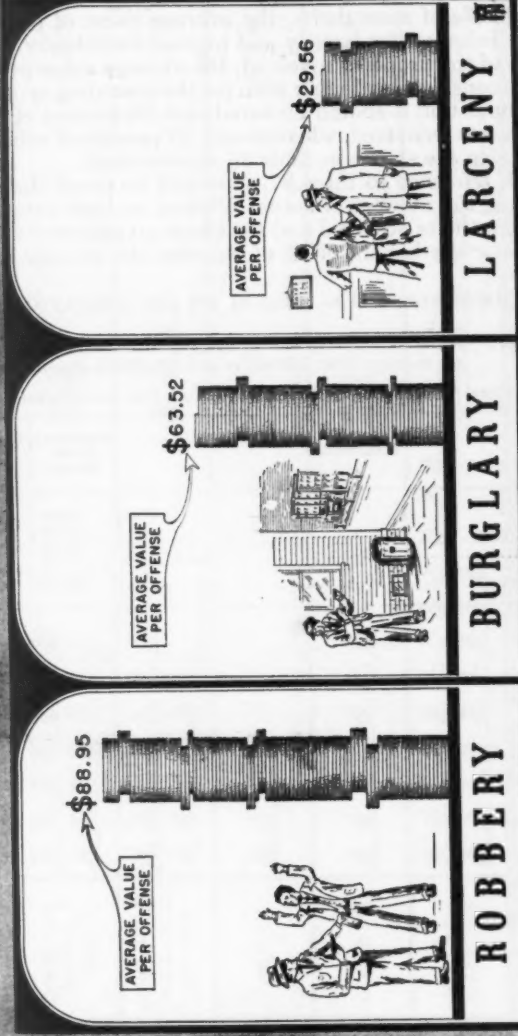 AVERAGE VALUE
PER OFFENSE
$88.95
ROBBERY
AVERAGE VALUE
PER OFFENSE
$63.52
BURGLARY
AVERAGE VALUE
PER OFFENSE
$29.56
LARCENY